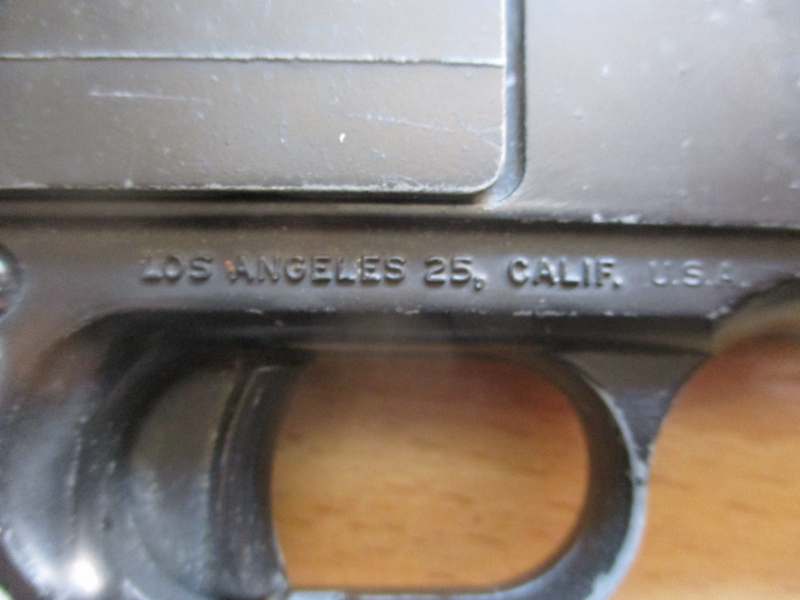 LOS ANGELES 25, CALIF. U.S.A.